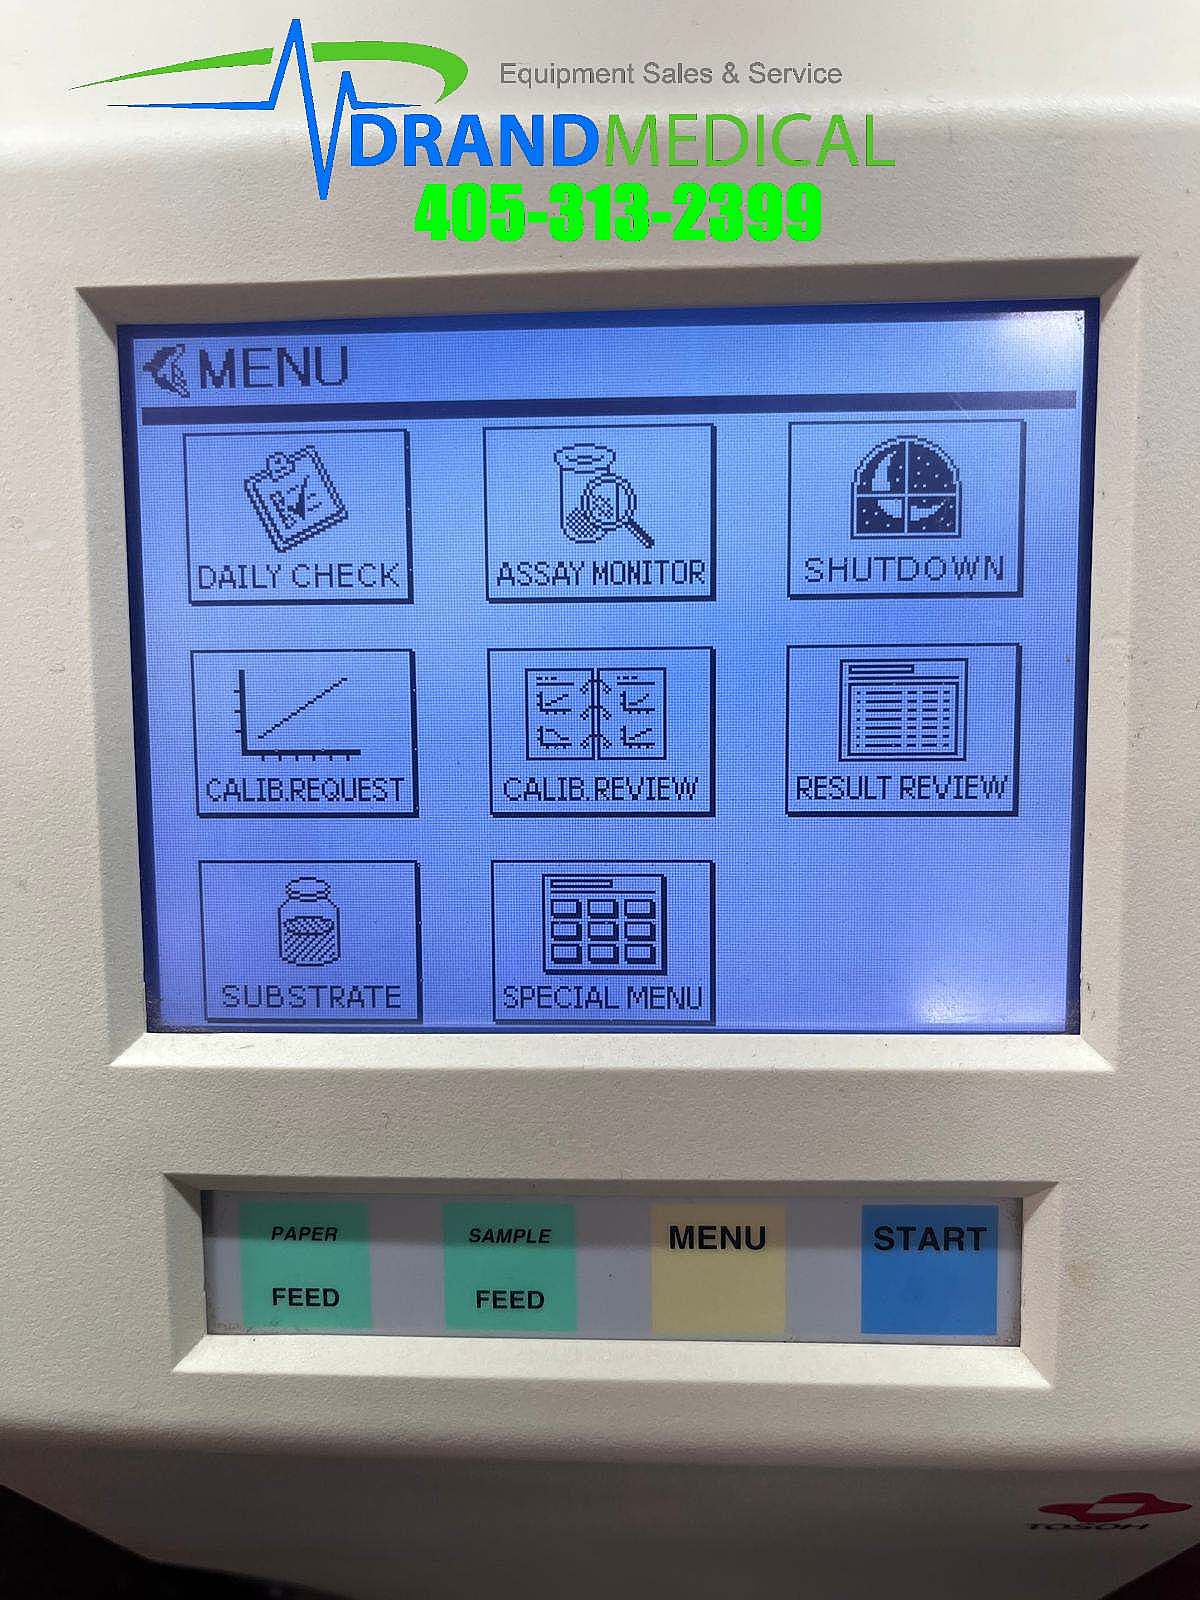 Equipment Sales & Service
DRANDMEDICAL
405-313-2399
MENU
DAILY CHECK
ASSAY MONITOR
SHUTDOWN
CALIB.REQUEST
CALIB.REVIEW
RESULT REVIEW
SUBSTRATE
SPECIAL MENU
PAPER
FEED
SAMPLE
FEED
MENU
START
TOSOH